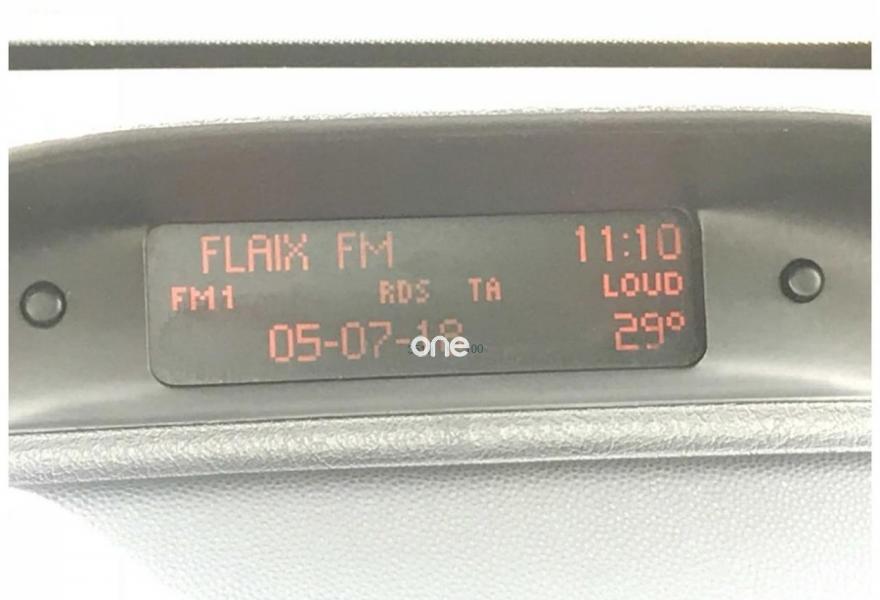 FLAIX FM 11:10
FM1 RDS TA LOUD
05-07-18 29°
one